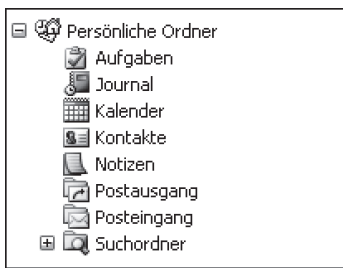 Persönliche Ordner
Aufgaben
Journal
Kalender
Kontakte
Notizen
Postausgang
Posteingang
Suchordner